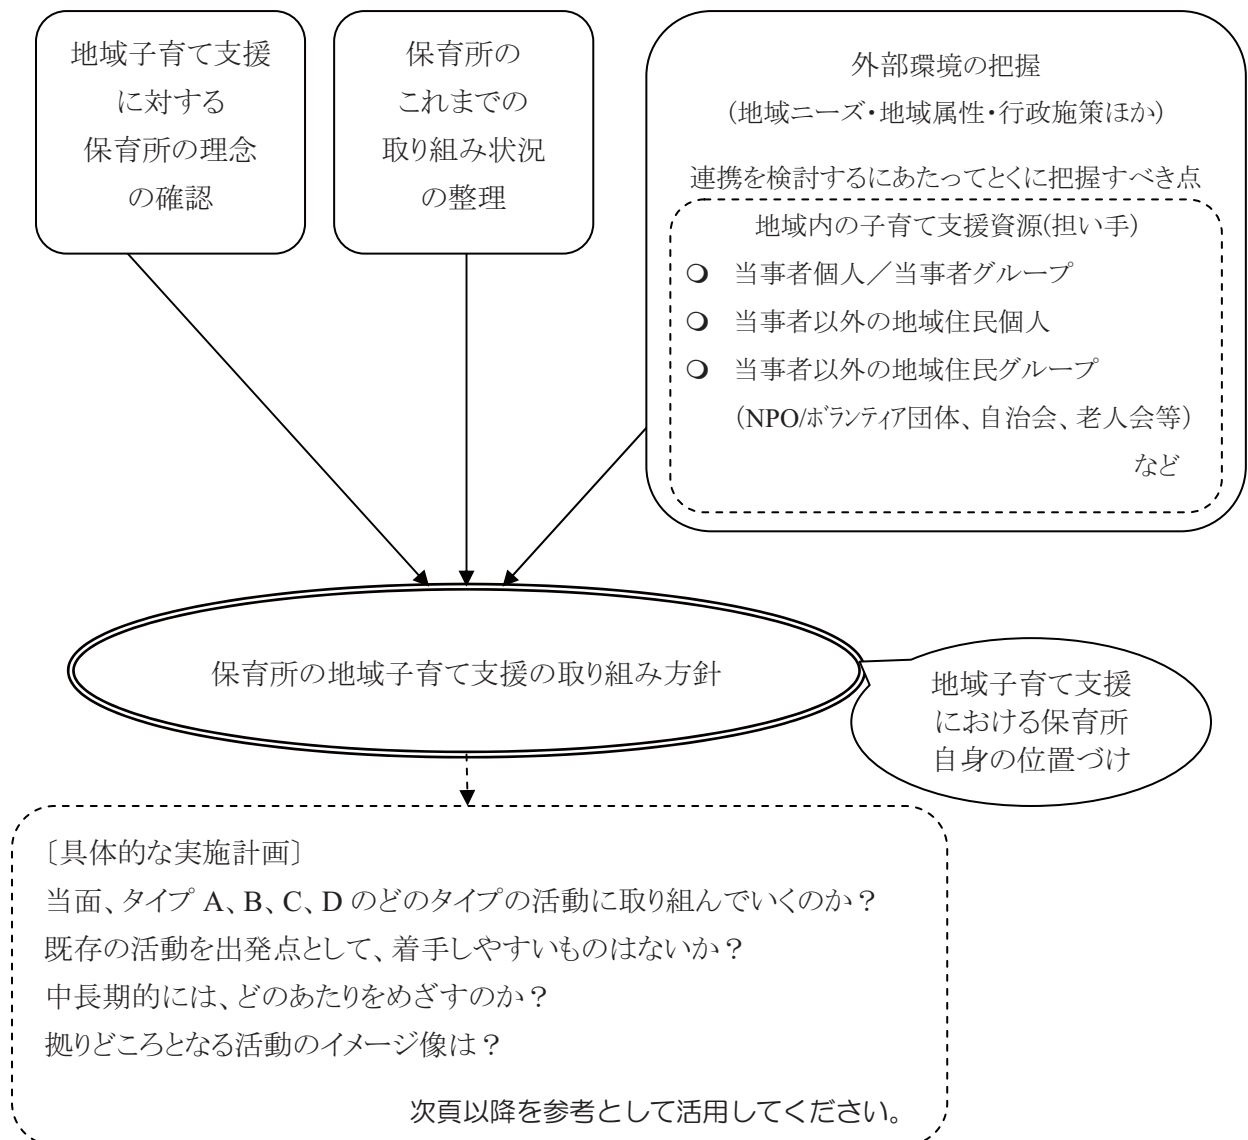 地域子育て支援
に対する
保育所の理念
の確認
保育所の
これまでの
取り組み状況
の整理
外部環境の把握
(地域ニーズ・地域属性・行政施策ほか)
連携を検討するにあたってとくに把握すべき点
地域内の子育て支援資源(担い手)
❍ 当事者個人／当事者グループ
❍ 当事者以外の地域住民個人
❍ 当事者以外の地域住民グループ
(NPO/ボランティア団体、自治会、老人会等)
など
保育所の地域子育て支援の取り組み方針
地域子育て支援
における保育所
自身の位置づけ
〔具体的な実施計画〕
当面、タイプ A、B、C、D のどのタイプの活動に取り組んでいくのか？
既存の活動を出発点として、着手しやすいものはないか？
中長期的には、どのあたりをめざすのか？
拠りどころとなる活動のイメージ像は？
次頁以降を参考として活用してください。